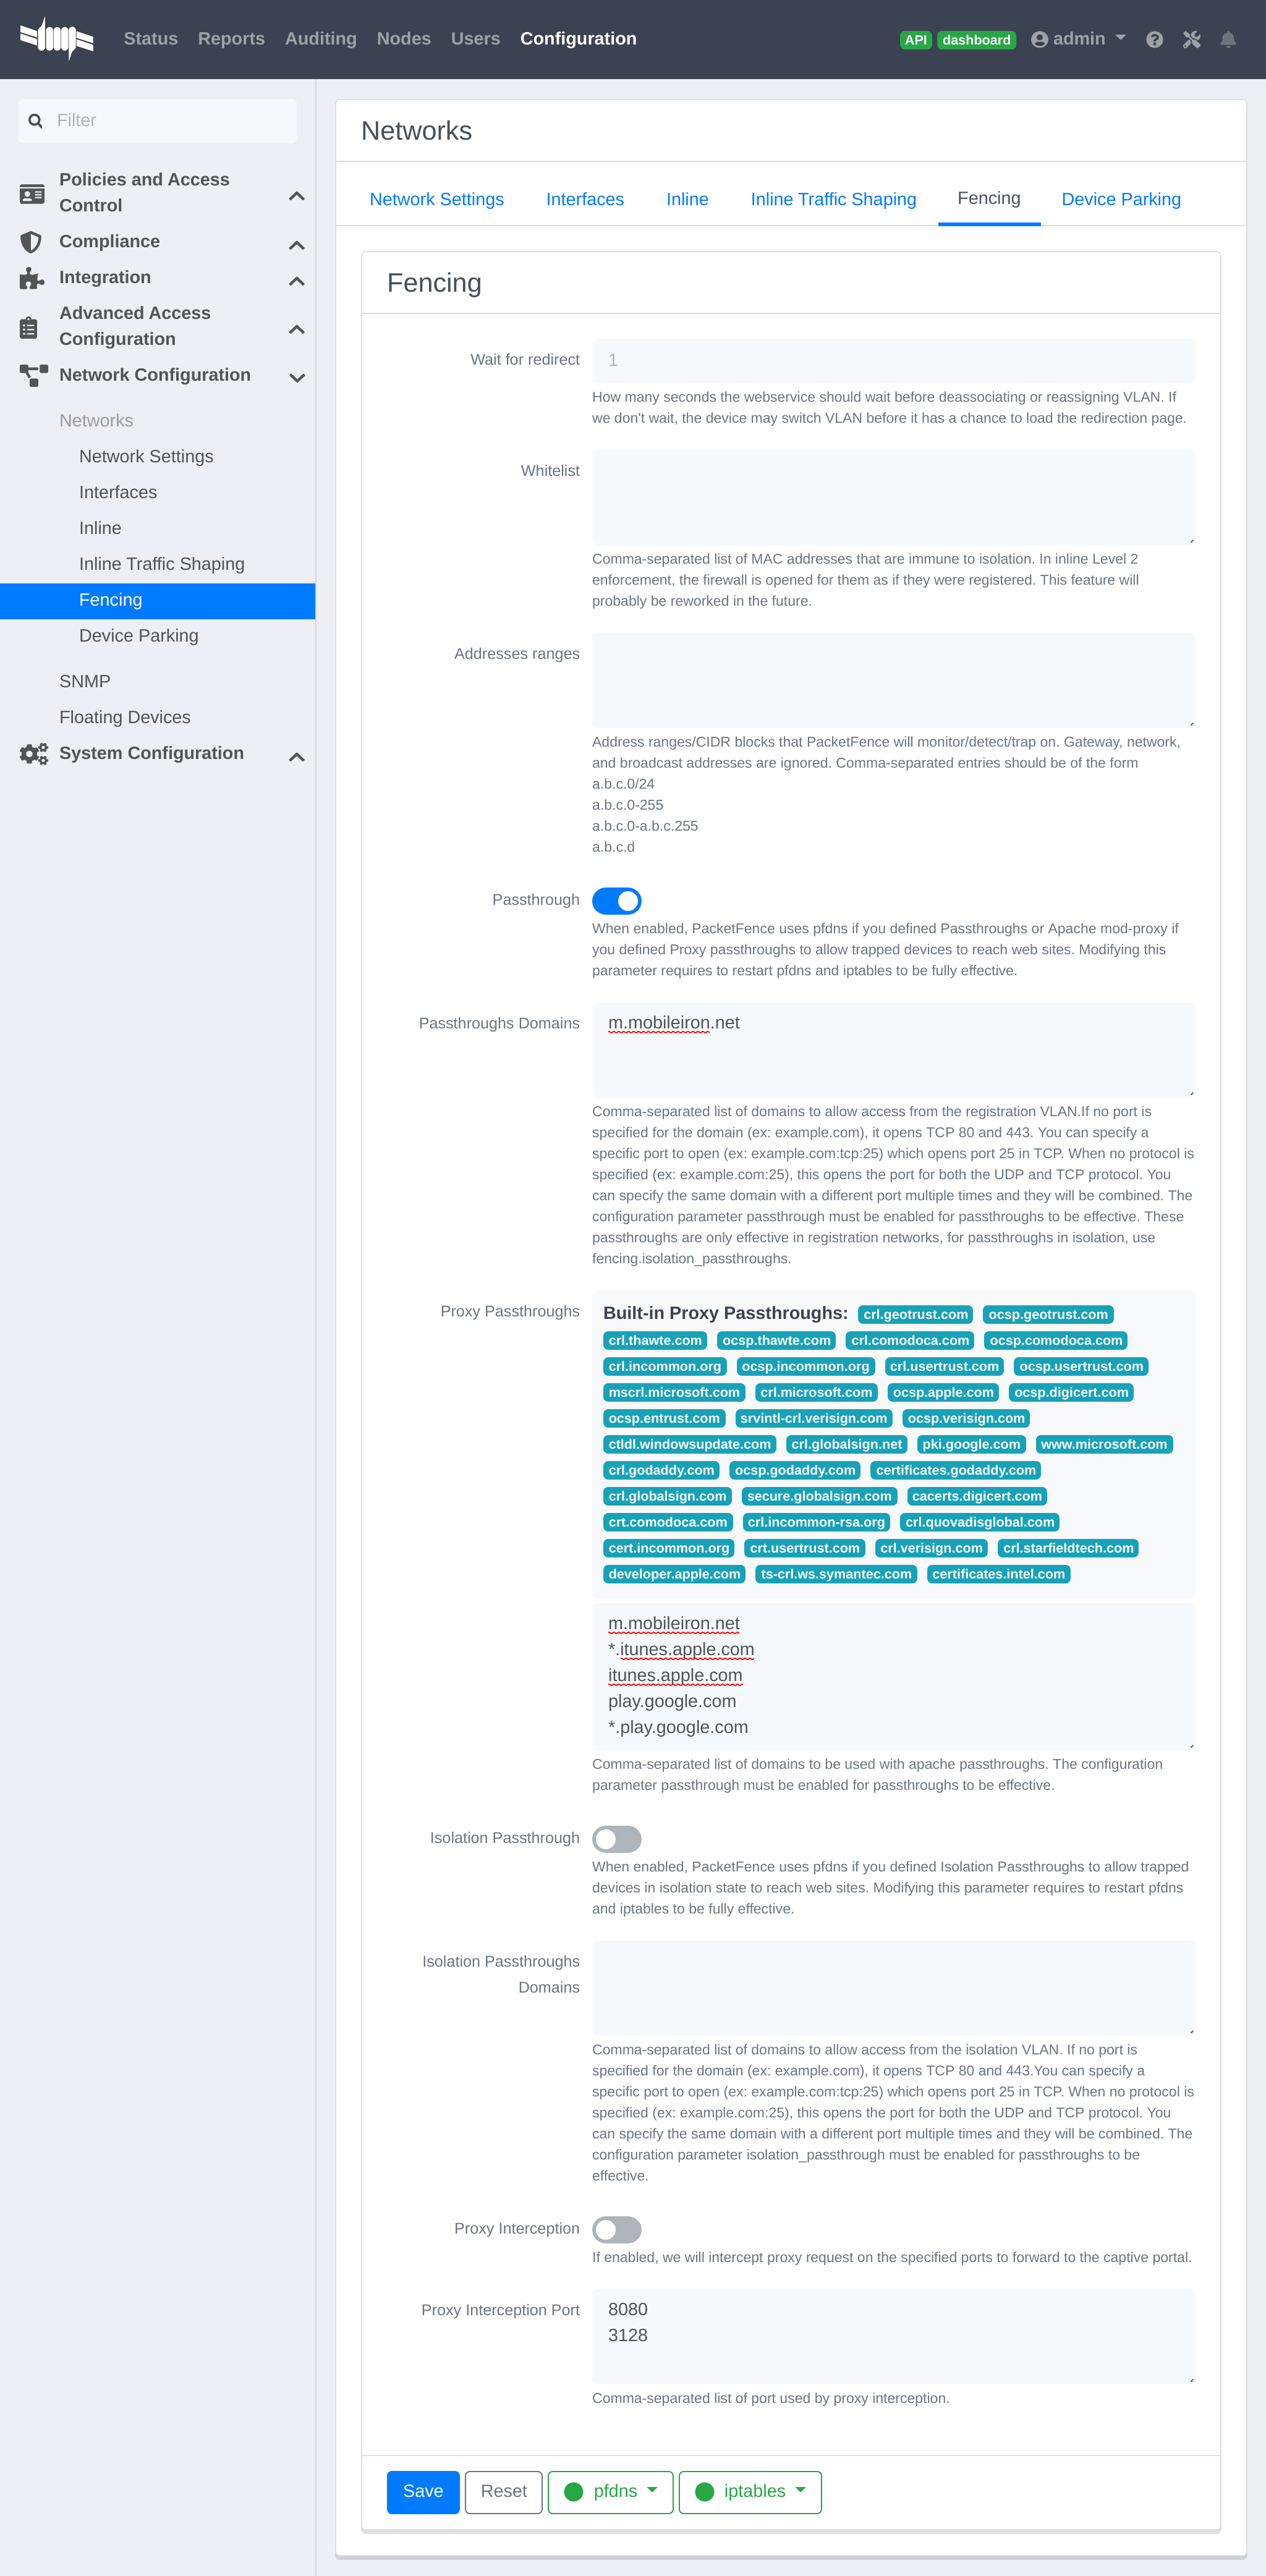 Status Reports Auditing Nodes Users Configuration API dashboard admin
Filter
Policies and Access
Control
Compliance
Integration
Advanced Access
Configuration
Network Configuration
Networks
Network Settings
Interfaces
Inline
Inline Traffic Shaping
Fencing
Device Parking
SNMP
Floating Devices
System Configuration
Networks
Network Settings Interfaces Inline Inline Traffic Shaping Fencing Device Parking
Fencing
Wait for redirect 1
How many seconds the webservice should wait before deassociating or reassigning VLAN. If
we don't wait, the device may switch VLAN before it has a chance to load the redirection page.
Whitelist
Comma-separated list of MAC addresses that are immune to isolation. In inline Level 2
enforcement, the firewall is opened for them as if they were registered. This feature will
probably be reworked in the future.
Addresses ranges
Address ranges/CIDR blocks that PacketFence will monitor/detect/trap on. Gateway, network,
and broadcast addresses are ignored. Comma-separated entries should be of the form
a.b.c.0/24
a.b.c.0-255
a.b.c.0-a.b.c.255
a.b.c.d
Passthrough
When enabled, PacketFence uses pfdns if you defined Passthroughs or Apache mod-proxy if
you defined Proxy passthroughs to allow trapped devices to reach web sites. Modifying this
parameter requires to restart pfdns and iptables to be fully effective.
Passthroughs Domains m.mobileiron.net
Comma-separated list of domains to allow access from the registration VLAN.If no port is
specified for the domain (ex: example.com), it opens TCP 80 and 443. You can specify a
specific port to open (ex: example.com:tcp:25) which opens port 25 in TCP. When no protocol is
specified (ex: example.com:25), this opens the port for both the UDP and TCP protocol. You
can specify the same domain with a different port multiple times and they will be combined. The
configuration parameter passthrough must be enabled for passthroughs to be effective. These
passthroughs are only effective in registration networks, for passthroughs in isolation, use
fencing.isolation_passthroughs.
Proxy Passthroughs Built-in Proxy Passthroughs: crl.geotrust.com ocsp.geotrust.com
crl.thawte.com ocsp.thawte.com crl.comodoca.com ocsp.comodoca.com
crl.incommon.org ocsp.incommon.org crl.usertrust.com ocsp.usertrust.com
mscrl.microsoft.com crl.microsoft.com ocsp.apple.com ocsp.digicert.com
ocsp.entrust.com srvintl-crl.verisign.com ocsp.verisign.com
ctldl.windowsupdate.com crl.globalsign.net pki.google.com www.microsoft.com
crl.godaddy.com ocsp.godaddy.com certificates.godaddy.com
crl.globalsign.com secure.globalsign.com cacerts.digicert.com
crt.comodoca.com crl.incommon-rsa.org crl.quovadisglobal.com
cert.incommon.org crt.usertrust.com crl.verisign.com crl.starfieldtech.com
developer.apple.com ts-crl.ws.symantec.com certificates.intel.com
m.mobileiron.net
*.itunes.apple.com
itunes.apple.com
play.google.com
*.play.google.com
Comma-separated list of domains to be used with apache passthroughs. The configuration
parameter passthrough must be enabled for passthroughs to be effective.
Isolation Passthrough
When enabled, PacketFence uses pfdns if you defined Isolation Passthroughs to allow trapped
devices in isolation state to reach web sites. Modifying this parameter requires to restart pfdns
and iptables to be fully effective.
Isolation Passthroughs
Domains
Comma-separated list of domains to allow access from the isolation VLAN. If no port is
specified for the domain (ex: example.com), it opens TCP 80 and 443.You can specify a
specific port to open (ex: example.com:tcp:25) which opens port 25 in TCP. When no protocol is
specified (ex: example.com:25), this opens the port for both the UDP and TCP protocol. You
can specify the same domain with a different port multiple times and they will be combined. The
configuration parameter isolation_passthrough must be enabled for passthroughs to be
effective.
Proxy Interception
If enabled, we will intercept proxy request on the specified ports to forward to the captive portal.
Proxy Interception Port 8080
3128
Comma-separated list of port used by proxy interception.
Save Reset pfdns iptables